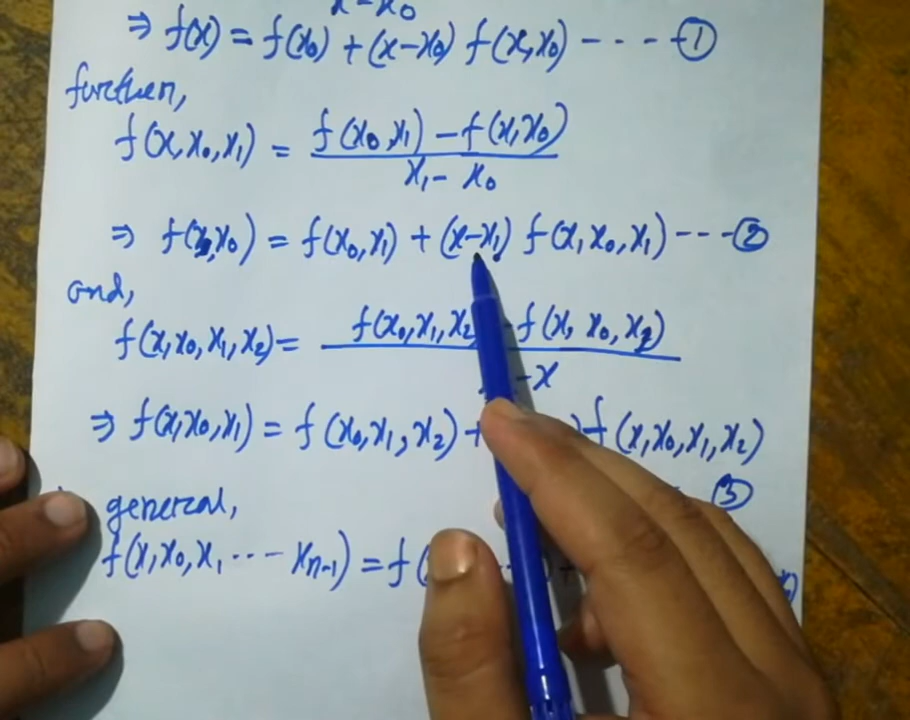 x - x₀
⇒ f(x) = f(x₀) + (x-x₀) f(x,x₀) ---- ①
further,
f(x,x₀,x₁) = f(x₀,x₁) - f(x,x₀)
x₁ - x₀
⇒ f(x,x₀) = f(x₀,x₁) + (x-x₁) f(x,x₀,x₁) --- ②
and,
f(x,x₀,x₁,x₂) = f(x₀,x₁,x₂ - f(x, x₀, x₂)
-x
⇒ f(x,x₀,x₁) = f(x₀,x₁,x₂) + ) f(x,x₀,x₁,x₂)
③
general,
f(x,x₀,x₁ ---- xₙ₋₁) = f(